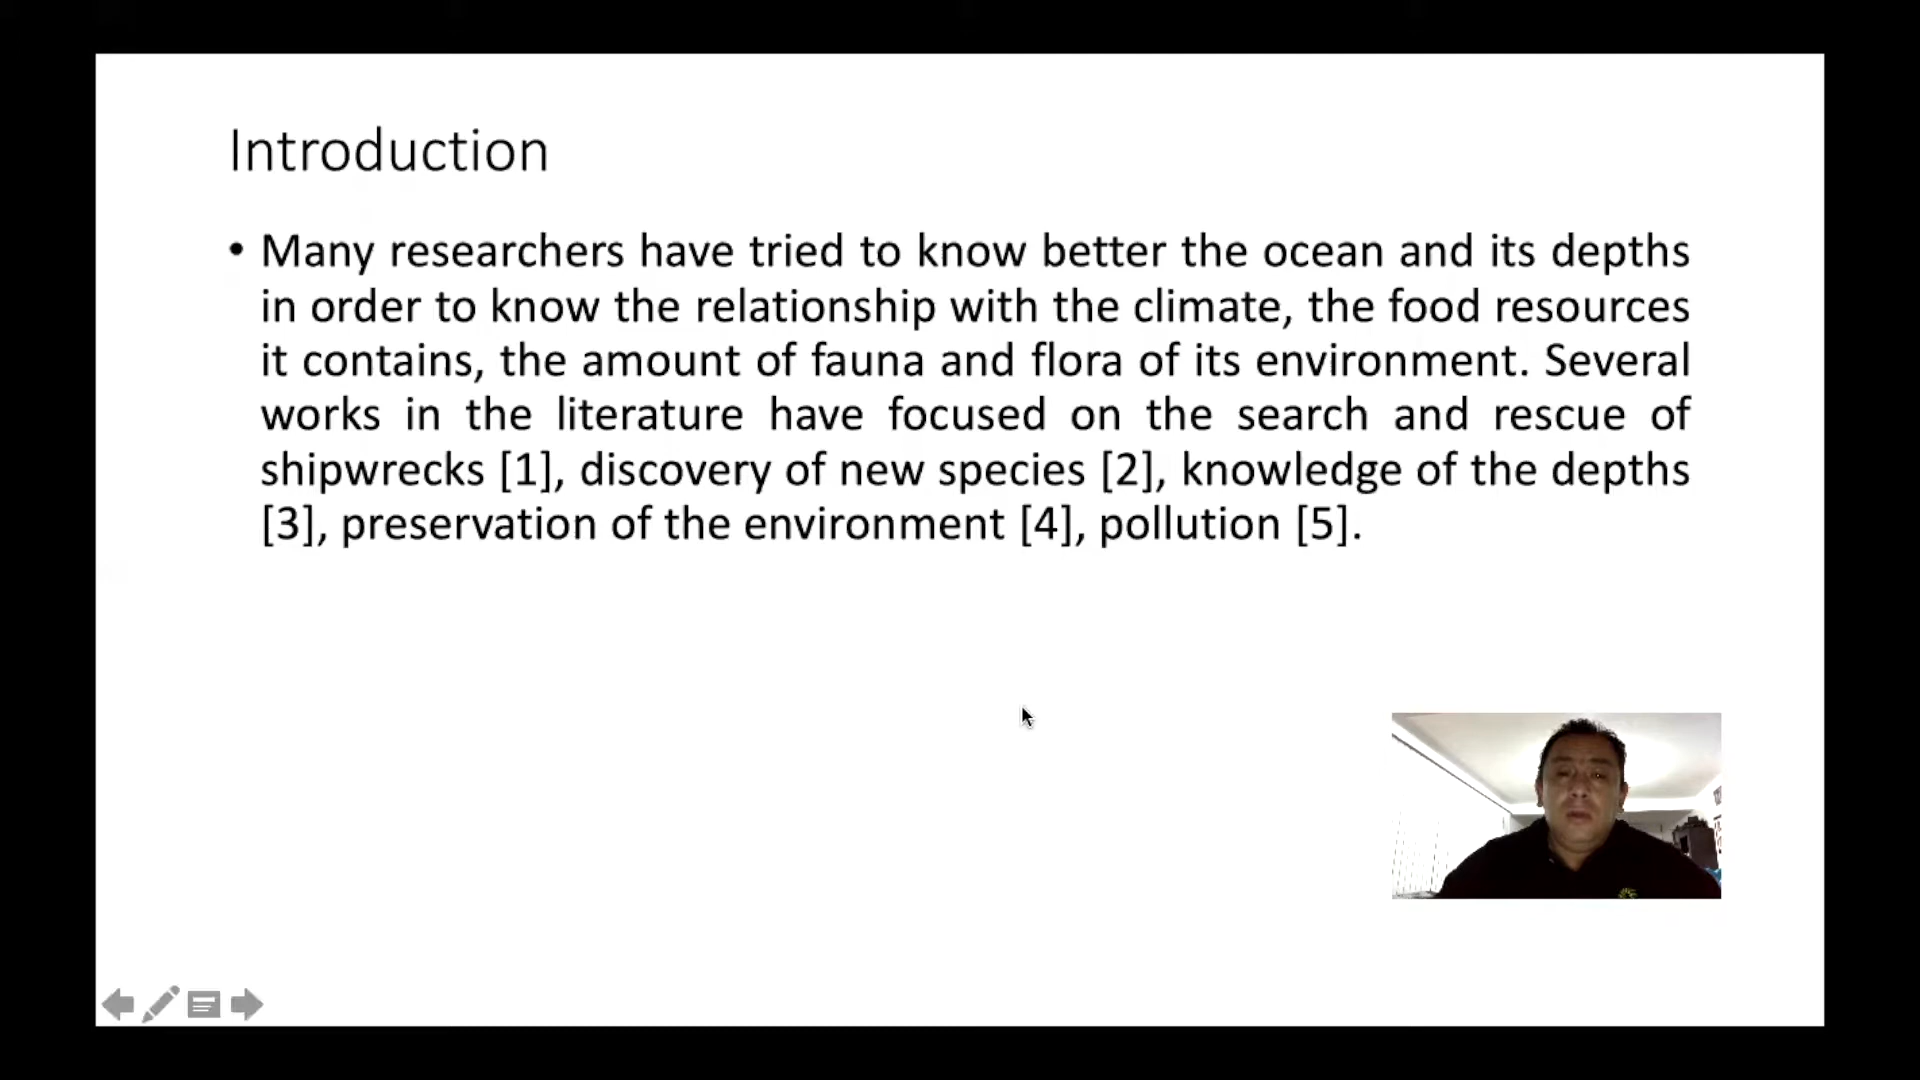 Introduction
• Many researchers have tried to know better the ocean and its depths
in order to know the relationship with the climate, the food resources
it contains, the amount of fauna and flora of its environment. Several
works in the literature have focused on the search and rescue of
shipwrecks [1], discovery of new species [2], knowledge of the depths
[3], preservation of the environment [4], pollution [5].